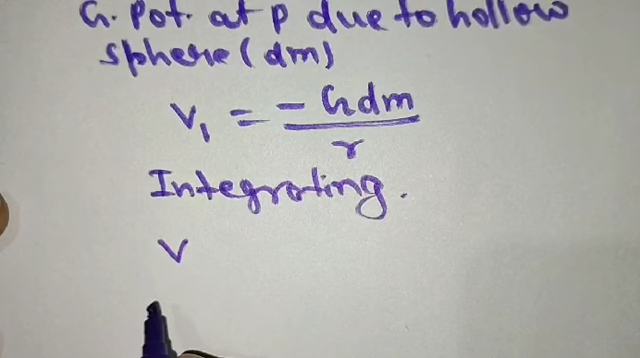 G. Pot. at p due to hollow
sphere (dm)
V₁ = -Gdm/r
Integrating.
V